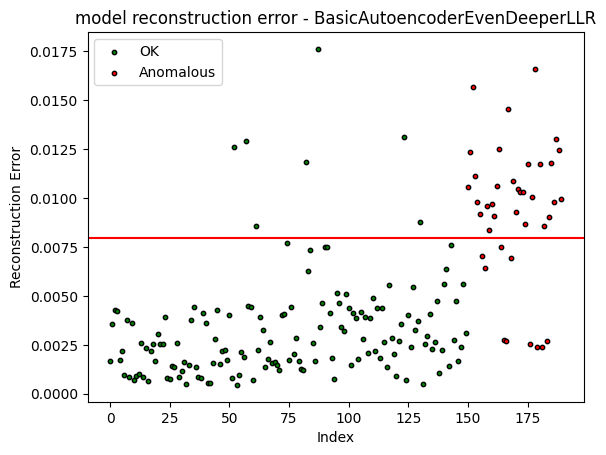 model reconstruction error - BasicAutoencoderEvenDeeperLLR
OK
Anomalous
0.0175
0.0150
0.0125
0.0100
0.0075
0.0050
0.0025
0.0000
Reconstruction Error
0 25 50 75 100 125 150 175
Index